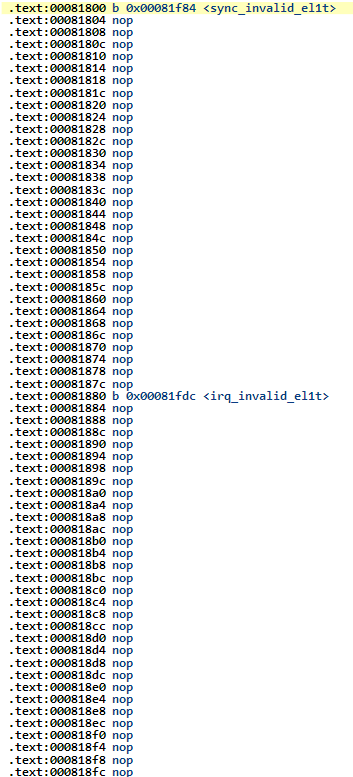 .text:00081800 b 0x00081f84 <sync_invalid_el1t>
.text:00081804 nop
.text:00081808 nop
.text:0008180c nop
.text:00081810 nop
.text:00081814 nop
.text:00081818 nop
.text:0008181c nop
.text:00081820 nop
.text:00081824 nop
.text:00081828 nop
.text:0008182c nop
.text:00081830 nop
.text:00081834 nop
.text:00081838 nop
.text:0008183c nop
.text:00081840 nop
.text:00081844 nop
.text:00081848 nop
.text:0008184c nop
.text:00081850 nop
.text:00081854 nop
.text:00081858 nop
.text:0008185c nop
.text:00081860 nop
.text:00081864 nop
.text:00081868 nop
.text:0008186c nop
.text:00081870 nop
.text:00081874 nop
.text:00081878 nop
.text:0008187c nop
.text:00081880 b 0x00081fdc <irq_invalid_el1t>
.text:00081884 nop
.text:00081888 nop
.text:0008188c nop
.text:00081890 nop
.text:00081894 nop
.text:00081898 nop
.text:0008189c nop
.text:000818a0 nop
.text:000818a4 nop
.text:000818a8 nop
.text:000818ac nop
.text:000818b0 nop
.text:000818b4 nop
.text:000818b8 nop
.text:000818bc nop
.text:000818c0 nop
.text:000818c4 nop
.text:000818c8 nop
.text:000818cc nop
.text:000818d0 nop
.text:000818d4 nop
.text:000818d8 nop
.text:000818dc nop
.text:000818e0 nop
.text:000818e4 nop
.text:000818e8 nop
.text:000818ec nop
.text:000818f0 nop
.text:000818f4 nop
.text:000818f8 nop
.text:000818fc nop